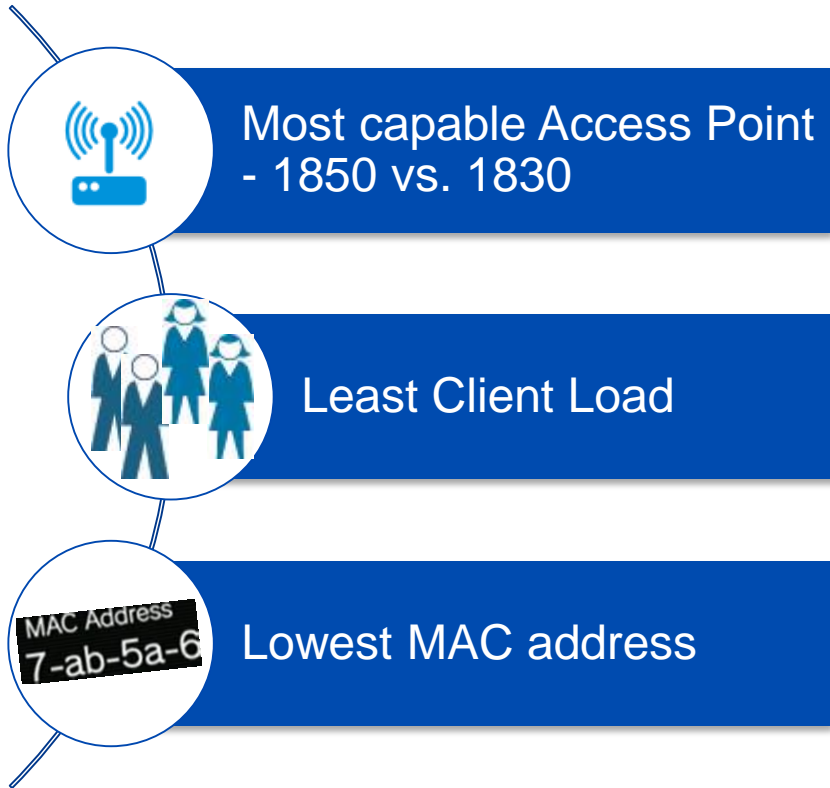 Most capable Access Point
- 1850 vs. 1830
Least Client Load
MAC Address
7-ab-5a-6
Lowest MAC address